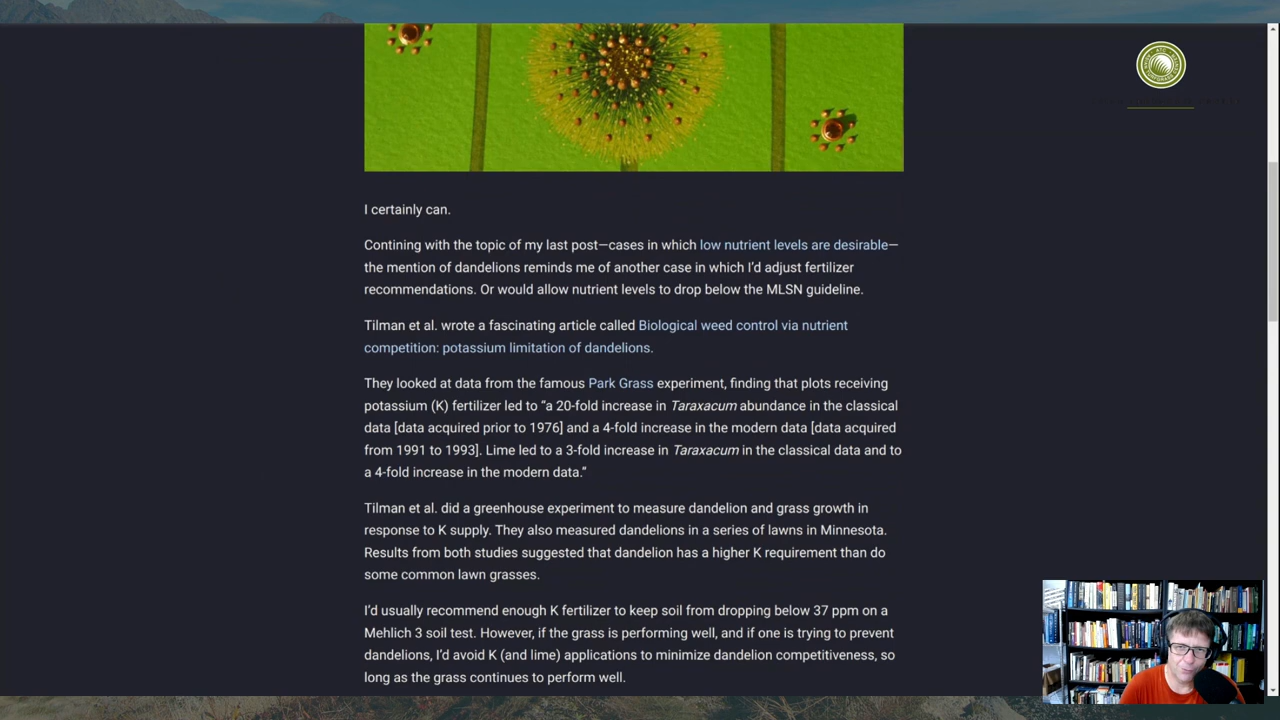 I certainly can.
Contining with the topic of my last post—cases in which low nutrient levels are desirable—
the mention of dandelions reminds me of another case in which I'd adjust fertilizer
recommendations. Or would allow nutrient levels to drop below the MLSN guideline.
Tilman et al. wrote a fascinating article called Biological weed control via nutrient
competition: potassium limitation of dandelions.
They looked at data from the famous Park Grass experiment, finding that plots receiving
potassium (K) fertilizer led to “a 20-fold increase in Taraxacum abundance in the classical
data [data acquired prior to 1976] and a 4-fold increase in the modern data [data acquired
from 1991 to 1993]. Lime led to a 3-fold increase in Taraxacum in the classical data and to
a 4-fold increase in the modern data.”
Tilman et al. did a greenhouse experiment to measure dandelion and grass growth in
response to K supply. They also measured dandelions in a series of lawns in Minnesota.
Results from both studies suggested that dandelion has a higher K requirement than do
some common lawn grasses.
I'd usually recommend enough K fertilizer to keep soil from dropping below 37 ppm on a
Mehlich 3 soil test. However, if the grass is performing well, and if one is trying to prevent
dandelions, I'd avoid K (and lime) applications to minimize dandelion competitiveness, so
long as the grass continues to perform well.